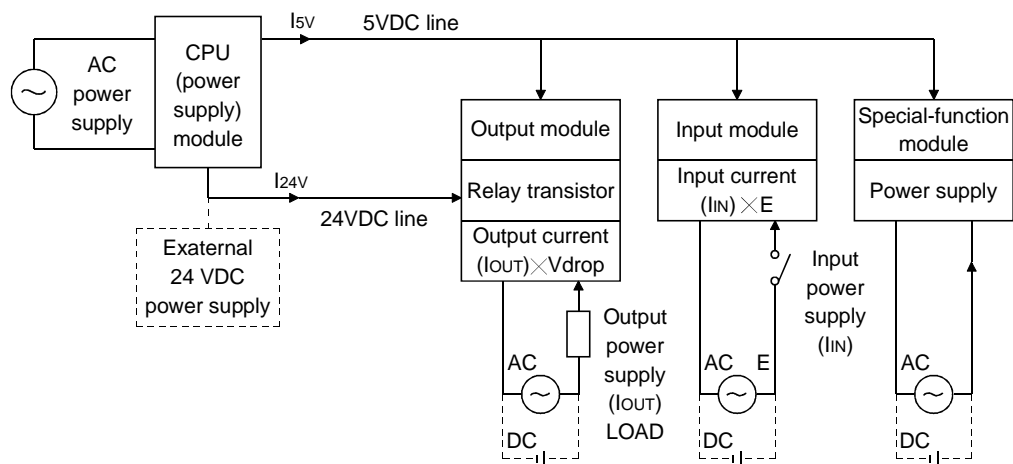 I5V
5VDC line
CPU
(power
supply)
module
AC
power
supply
Output module
Input module
Special-function
module
I24V
24VDC line
Relay transistor
Input current
(IIN)×E
Power supply
Output current
(IOUT)×Vdrop
Exaternal
24 VDC
power supply
Input
power
supply
(IIN)
Output
power
supply
(IOUT)
LOAD
AC
AC
E
AC
DC
DC
DC